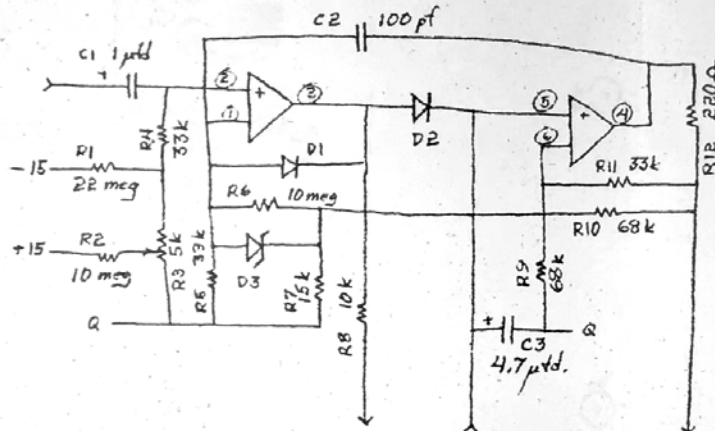 C2 100 pf
C1 1 µfd
+
R4
33k
② + ③
①
D2
⑤ + ④
⑥
220Ω
R12
-15 R1
22 meg
D1
R11 33k
R6 10 meg
+15 R2
10 meg
R3 5k
R5 39k
D3
R7 15k
10k
R8
R10 68k
R9
68k
Q
+
C3 Q
4.7 µfd.